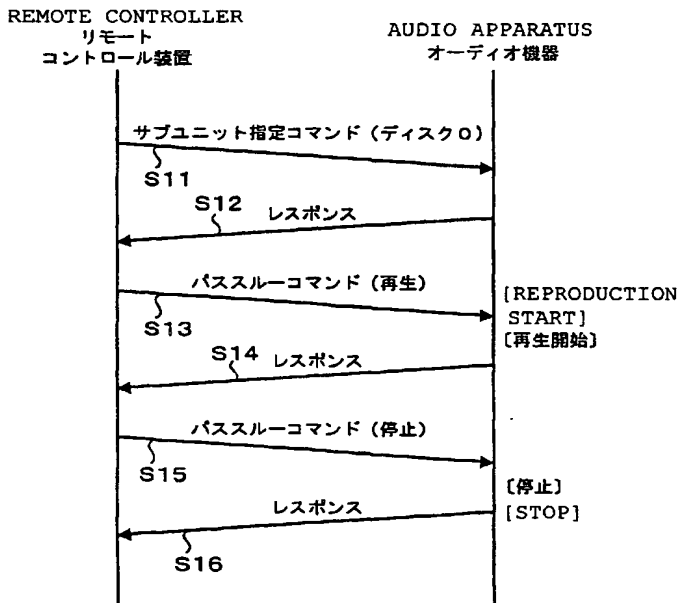 REMOTE CONTROLLER
リモート
コントロール装置
AUDIO APPARATUS
オーディオ機器
サブユニット指定コマンド（ディスク０）
S11
S12
レスポンス
パススルーコマンド（再生）
S13
[REPRODUCTION
START]
〔再生開始〕
S14
レスポンス
パススルーコマンド（停止）
S15
〔停止〕
[STOP]
レスポンス
S16